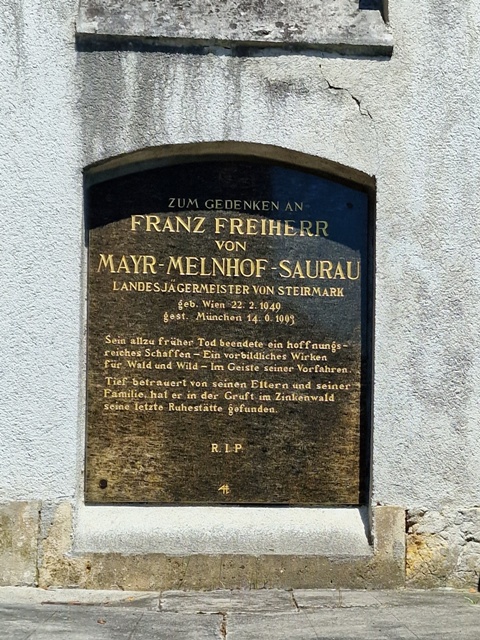 ZUM GEDENKEN AN
FRANZ FREIHERR
VON
MAYR-MELNHOF-SAURAU
LANDESJÄGERMEISTER VON STEIRMARK
geb. Wien 22. 2. 1949
gest. München 14. 6. 1993
Sein allzu früher Tod beendete ein hoffnungs-
reiches Schaffen – Ein vorbildliches Wirken
für Wald und Wild – Im Geiste seiner Vorfahren.
Tief betrauert von seinen Eltern und seiner
Familie, hat er in der Gruft im Zinkenwald
seine letzte Ruhestätte gefunden.
R.I.P.